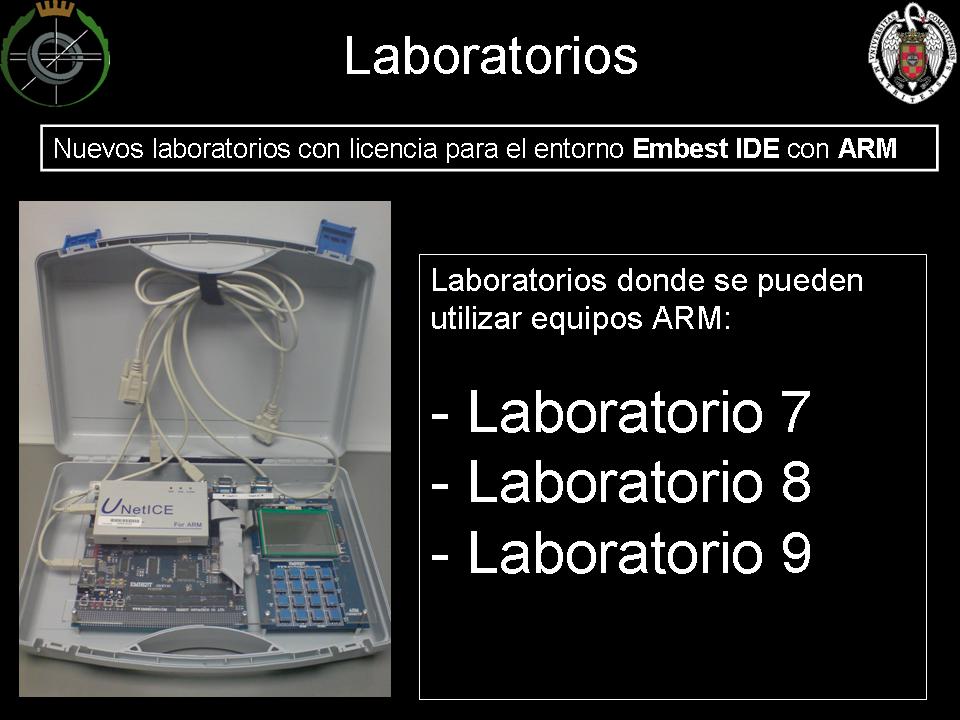 Laboratorios
Nuevos laboratorios con licencia para el entorno Embest IDE con ARM
Laboratorios donde se pueden
utilizar equipos ARM:
- Laboratorio 7
- Laboratorio 8
- Laboratorio 9
UNetICE
For ARM